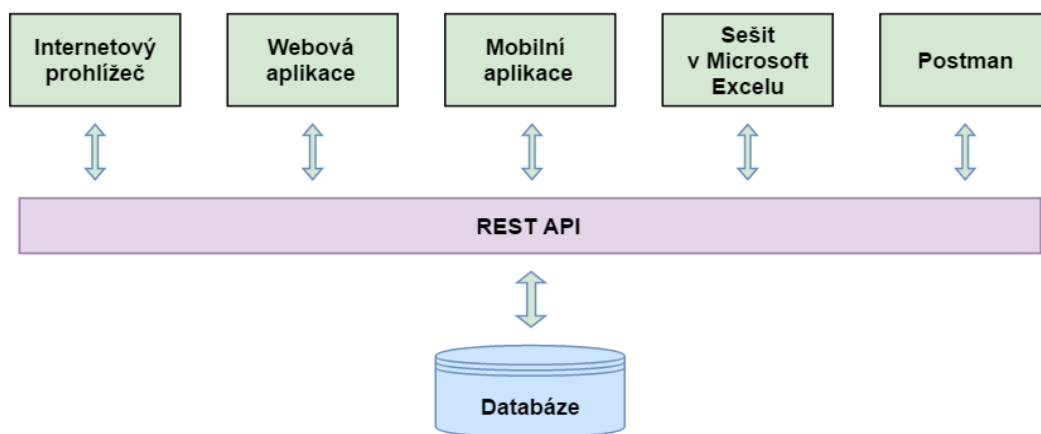 Internetový
prohlížeč
Webová
aplikace
Mobilní
aplikace
Sešit
v Microsoft
Excelu
Postman
REST API
Databáze